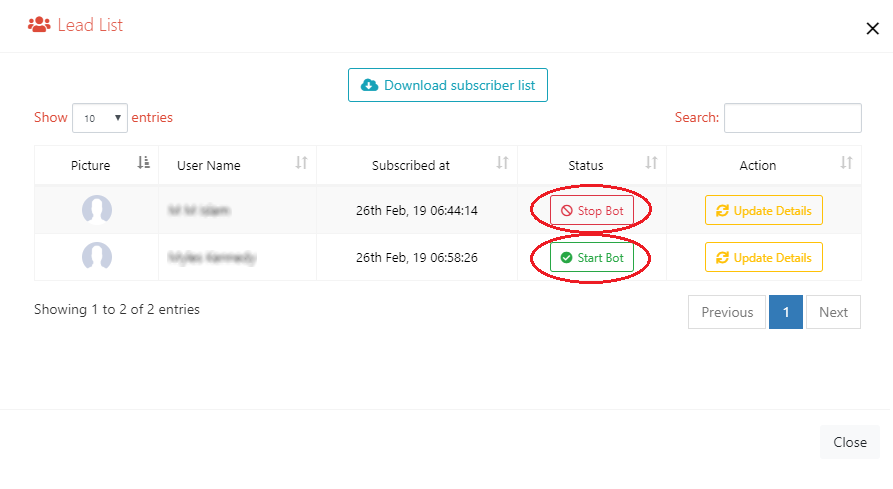 Lead List
Download subscriber list
Show 10 entries Search:
Picture User Name Subscribed at Status Action
26th Feb, 19 06:44:14 Stop Bot Update Details
26th Feb, 19 06:58:26 Start Bot Update Details
Showing 1 to 2 of 2 entries Previous 1 Next
Close